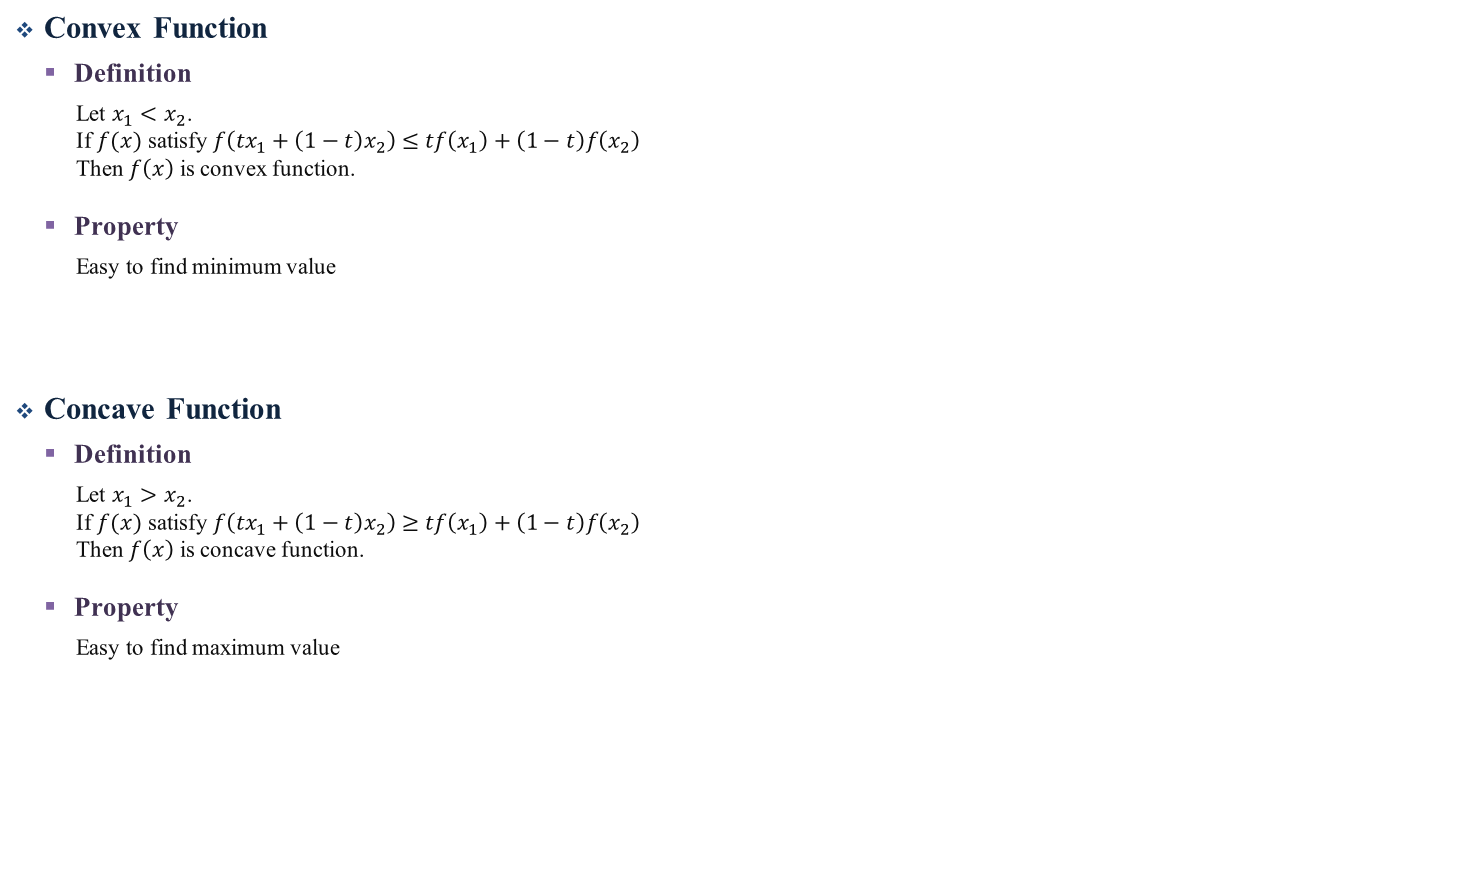 ❖ Convex Function
▪ Definition
Let 𝑥₁ < 𝑥₂.
If 𝑓(𝑥) satisfy 𝑓(𝑡𝑥₁ + (1 − 𝑡)𝑥₂) ≤ 𝑡𝑓(𝑥₁) + (1 − 𝑡)𝑓(𝑥₂)
Then 𝑓(𝑥) is convex function.
▪ Property
Easy to find minimum value
❖ Concave Function
▪ Definition
Let 𝑥₁ > 𝑥₂.
If 𝑓(𝑥) satisfy 𝑓(𝑡𝑥₁ + (1 − 𝑡)𝑥₂) ≥ 𝑡𝑓(𝑥₁) + (1 − 𝑡)𝑓(𝑥₂)
Then 𝑓(𝑥) is concave function.
▪ Property
Easy to find maximum value